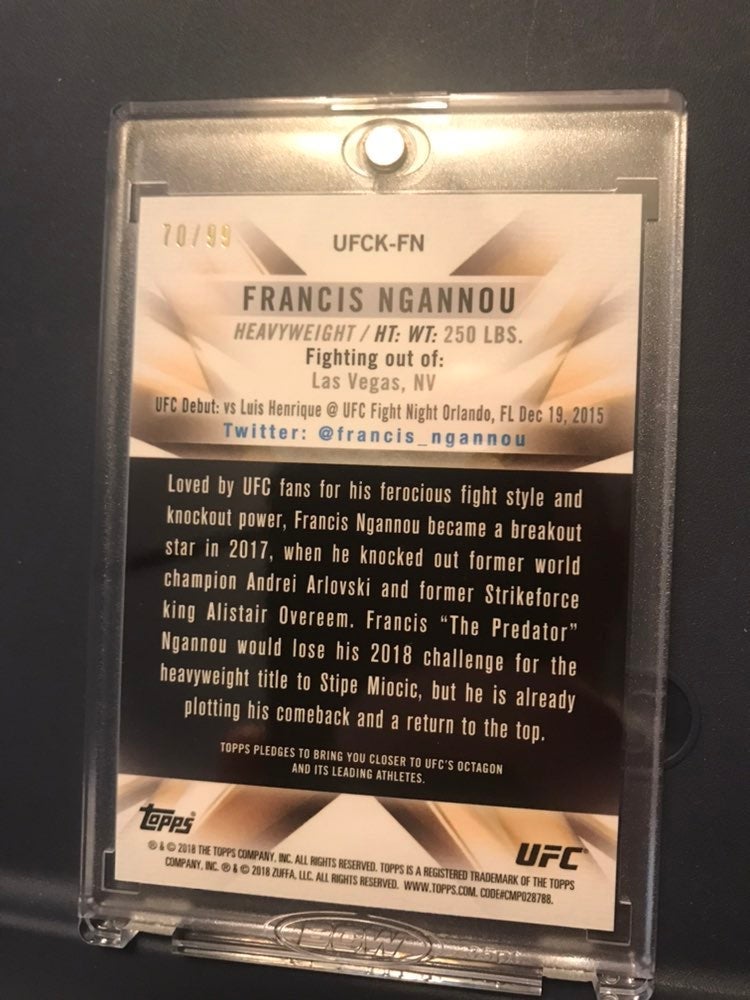 70/99
UFCK-FN
FRANCIS NGANNOU
HEAVYWEIGHT / HT: WT: 250 LBS.
Fighting out of:
Las Vegas, NV
UFC Debut: vs Luis Henrique @ UFC Fight Night Orlando, FL Dec 19, 2015
Twitter: @francis_ngannou
Loved by UFC fans for his ferocious fight style and
knockout power, Francis Ngannou became a breakout
star in 2017, when he knocked out former world
champion Andrei Arlovski and former Strikeforce
king Alistair Overeem. Francis “The Predator”
Ngannou would lose his 2018 challenge for the
heavyweight title to Stipe Miocic, but he is already
plotting his comeback and a return to the top.
TOPPS PLEDGES TO BRING YOU CLOSER TO UFC'S OCTAGON
AND ITS LEADING ATHLETES.
Topps®
UFC
® & © 2018 THE TOPPS COMPANY, INC. ALL RIGHTS RESERVED. TOPPS IS A REGISTERED TRADEMARK OF THE TOPPS
COMPANY, INC. ® & © 2018 ZUFFA, LLC. ALL RIGHTS RESERVED. WWW.TOPPS.COM. CODE#CMP028788.